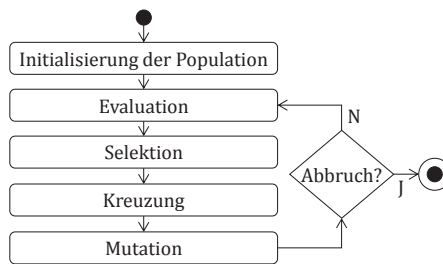 Initialisierung der Population
Evaluation
N
Selektion
Abbruch?
J
Kreuzung
Mutation